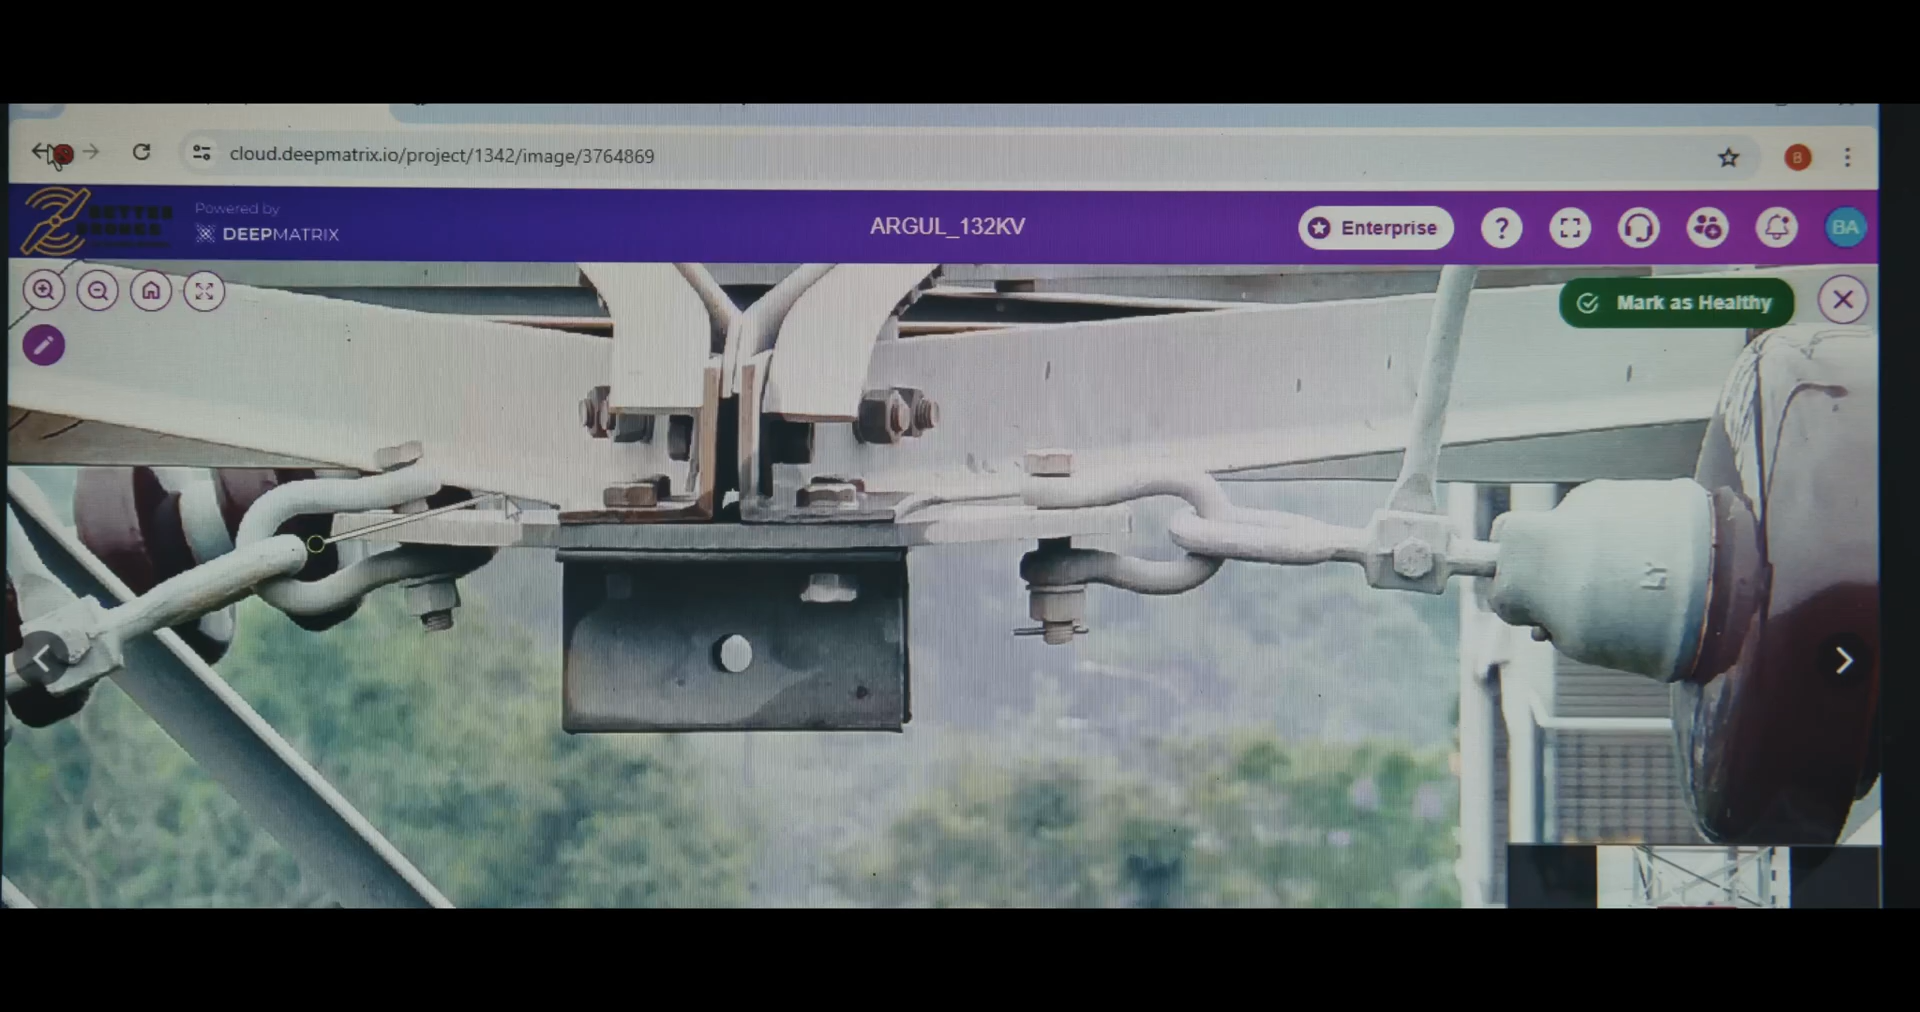 cloud.deepmatrix.io/project/1342/image/3764869
B
Powered by
DEEPMATRIX
ARGUL_132KV
Enterprise
?
BA
Mark as Healthy